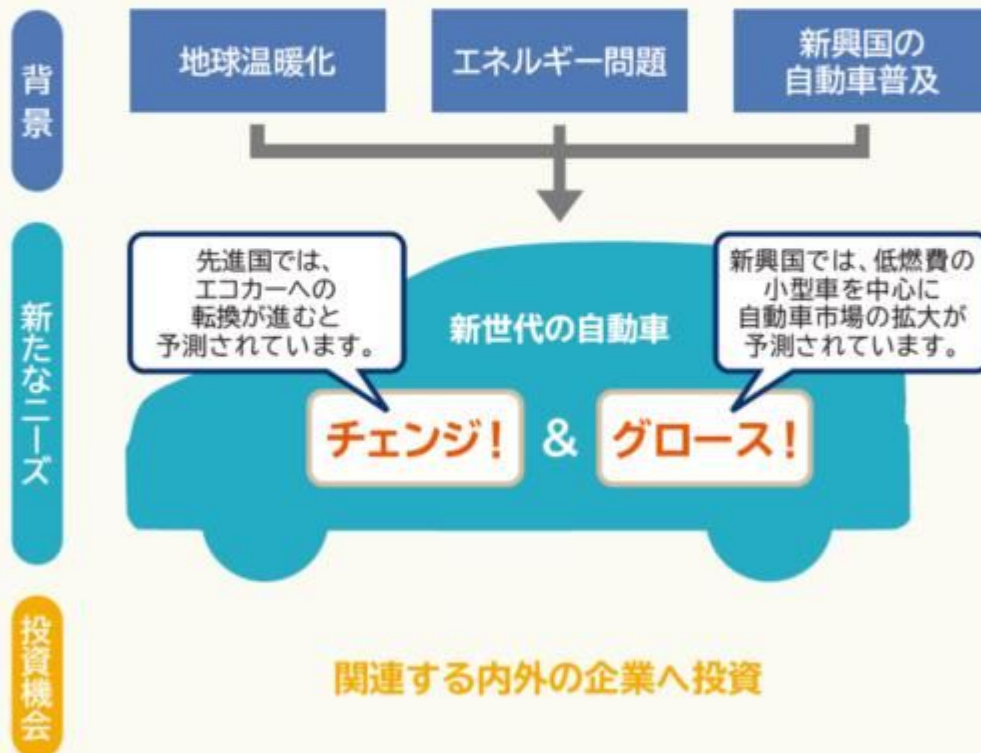 背景
地球温暖化
エネルギー問題
新興国の
自動車普及
新たなニーズ
先進国では、
エコカーへの
転換が進むと
予測されています。
新世代の自動車
新興国では、低燃費の
小型車を中心に
自動車市場の拡大が
予測されています。
チェンジ！ & グロース！
投資機会
関連する内外の企業へ投資